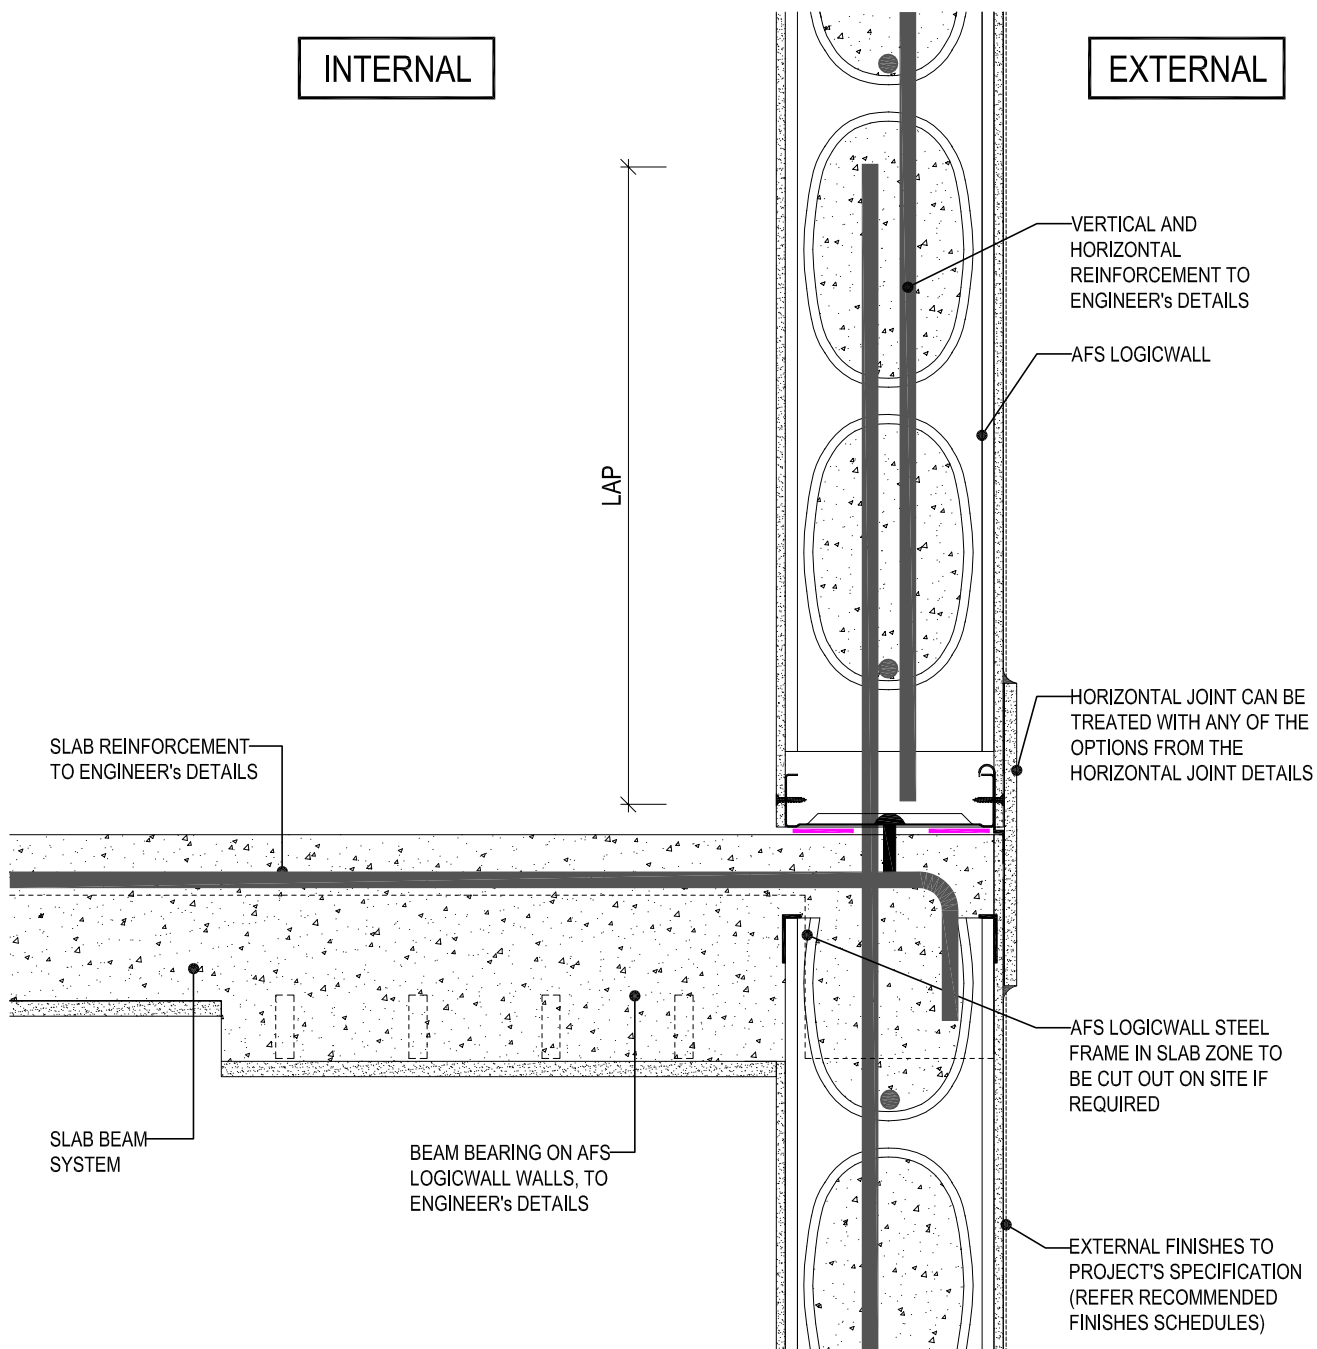 INTERNAL
EXTERNAL
VERTICAL AND
HORIZONTAL
REINFORCEMENT TO
ENGINEER's DETAILS
AFS LOGICWALL
LAP
HORIZONTAL JOINT CAN BE
TREATED WITH ANY OF THE
OPTIONS FROM THE
HORIZONTAL JOINT DETAILS
SLAB REINFORCEMENT
TO ENGINEER's DETAILS
AFS LOGICWALL STEEL
FRAME IN SLAB ZONE TO
BE CUT OUT ON SITE IF
REQUIRED
SLAB BEAM
SYSTEM
BEAM BEARING ON AFS
LOGICWALL WALLS, TO
ENGINEER's DETAILS
EXTERNAL FINISHES TO
PROJECT'S SPECIFICATION
(REFER RECOMMENDED
FINISHES SCHEDULES)